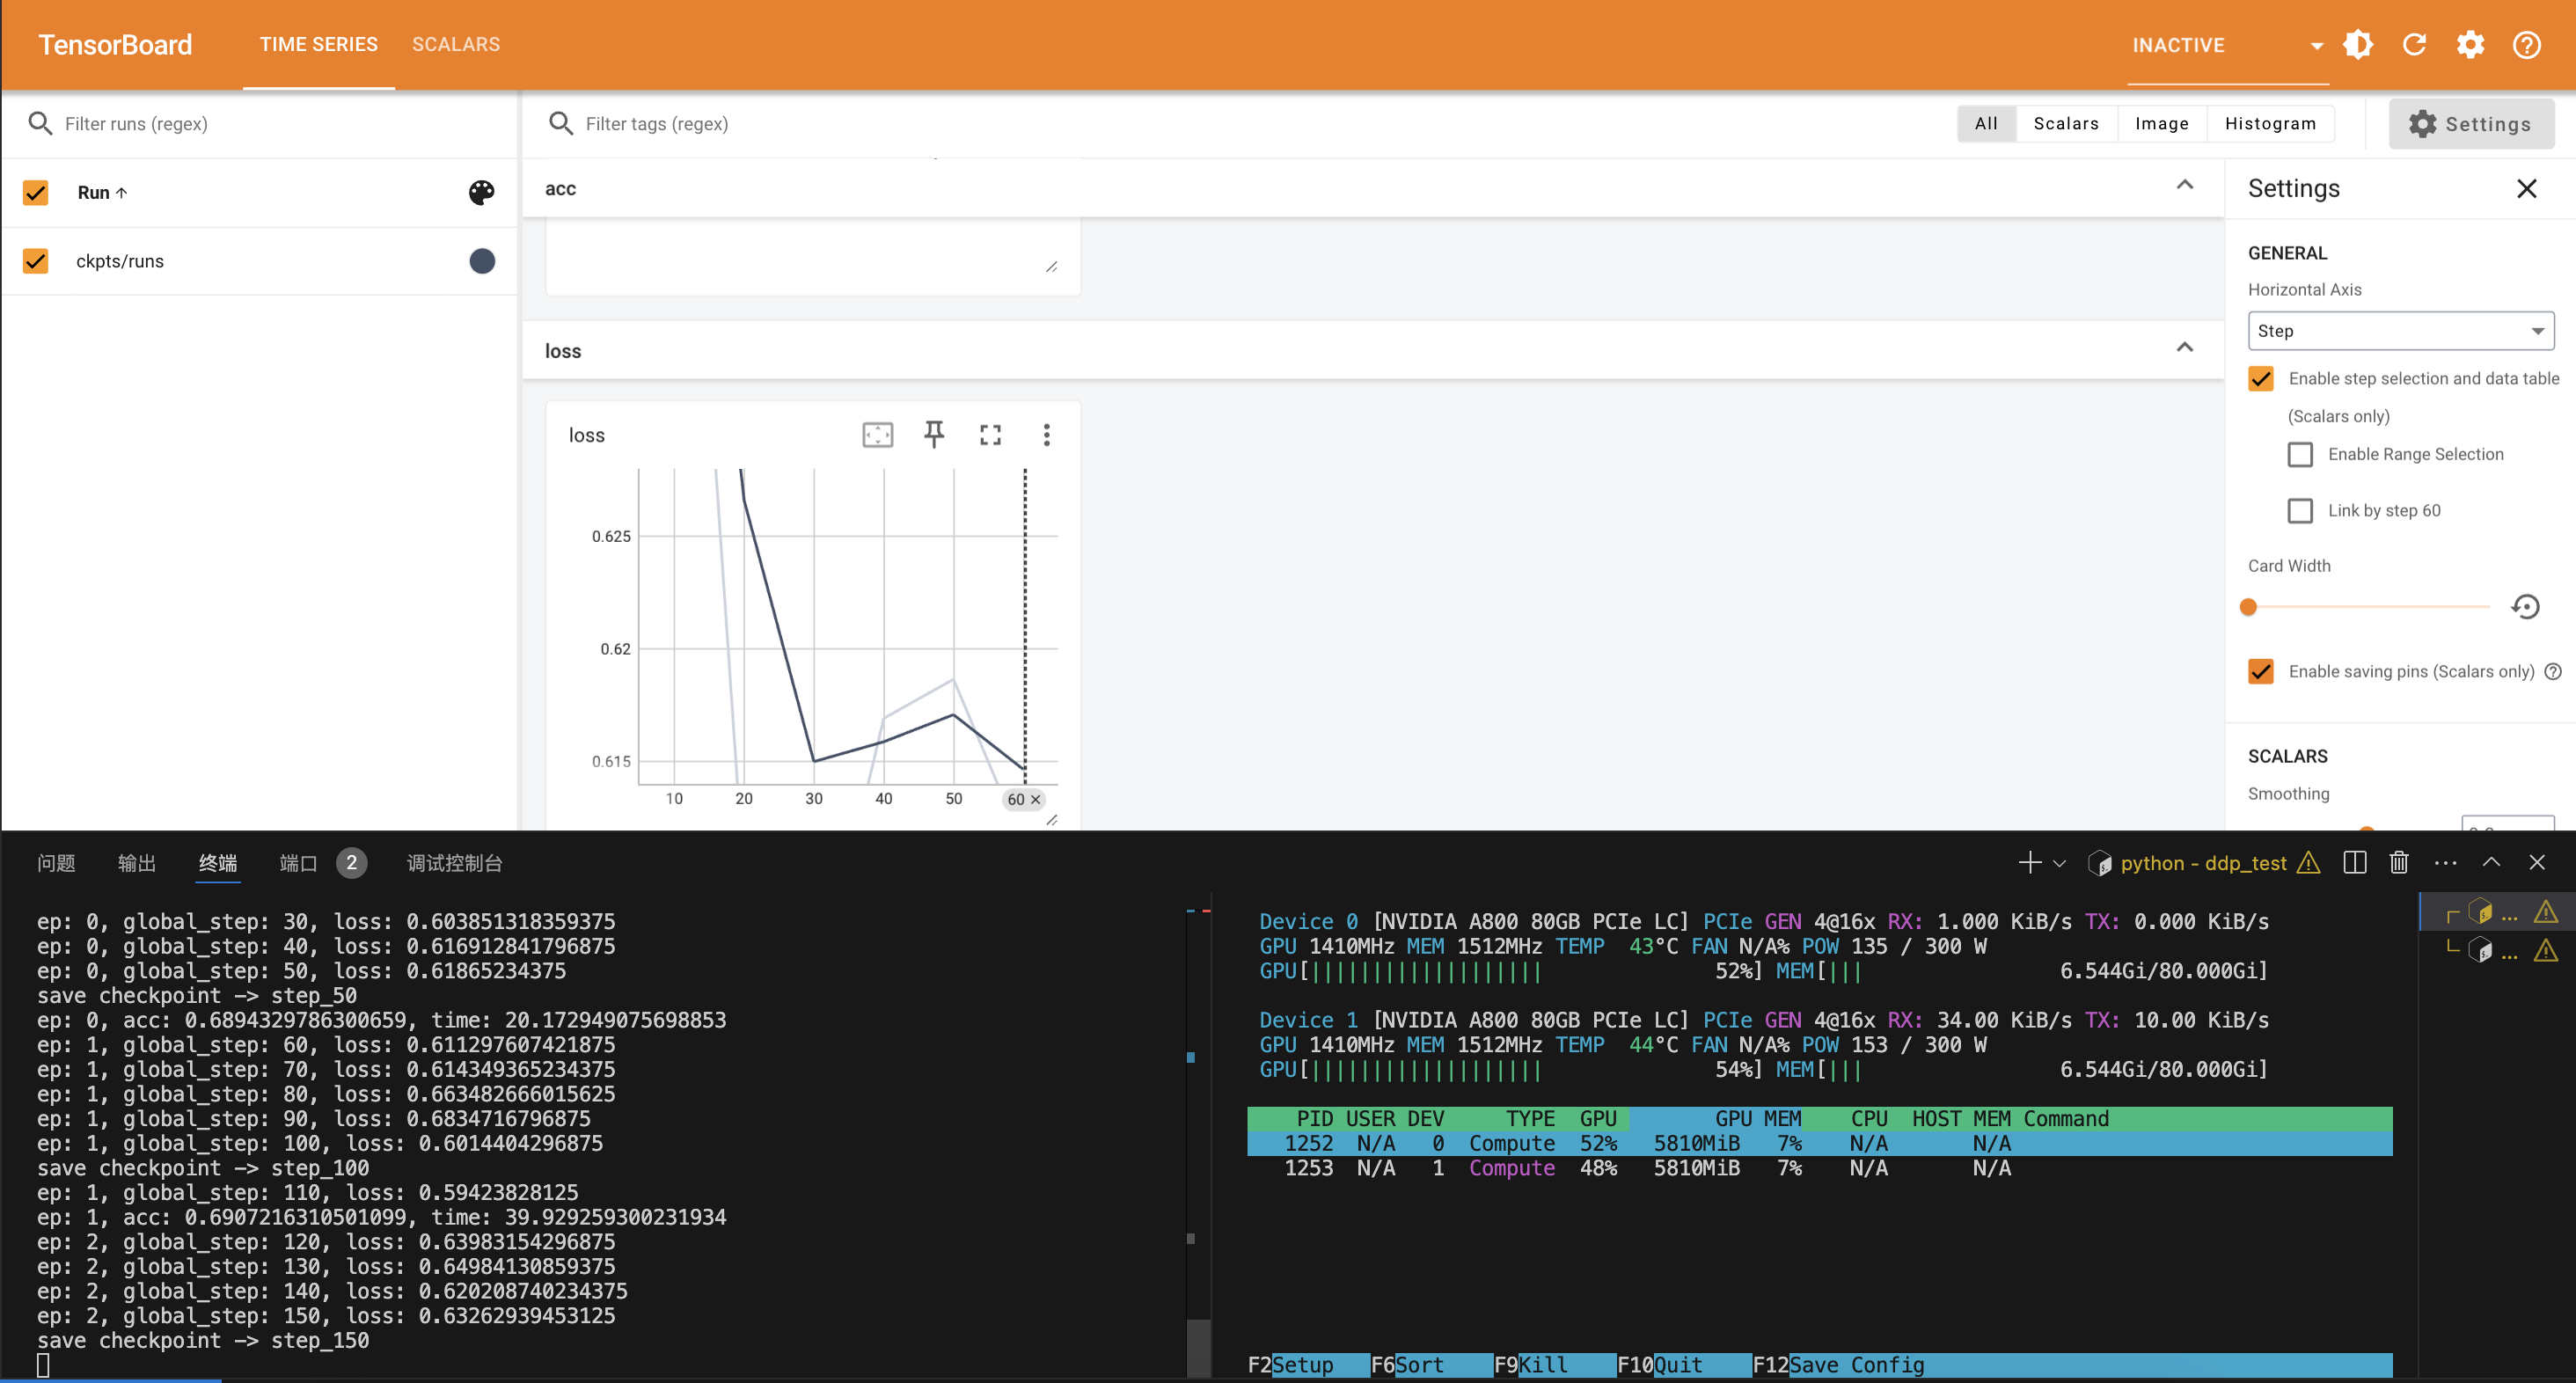 TensorBoard TIME SERIES SCALARS INACTIVE
Filter runs (regex)
Run
ckpts/runs
Filter tags (regex)
All Scalars Image Histogram
Settings
acc
loss
loss
0.625
0.62
0.615
10 20 30 40 50 60
Settings
GENERAL
Horizontal Axis
Step
Enable step selection and data table
(Scalars only)
Enable Range Selection
Link by step 60
Card Width
Enable saving pins (Scalars only)
SCALARS
Smoothing
问题 输出 终端 端口 2 调试控制台
python - ddp_test
ep: 0, global_step: 30, loss: 0.603851318359375
ep: 0, global_step: 40, loss: 0.616912841796875
ep: 0, global_step: 50, loss: 0.61865234375
save checkpoint -> step_50
ep: 0, acc: 0.6894329786300659, time: 20.172949075698853
ep: 1, global_step: 60, loss: 0.611297607421875
ep: 1, global_step: 70, loss: 0.614349365234375
ep: 1, global_step: 80, loss: 0.663482666015625
ep: 1, global_step: 90, loss: 0.6834716796875
ep: 1, global_step: 100, loss: 0.6014404296875
save checkpoint -> step_100
ep: 1, global_step: 110, loss: 0.59423828125
ep: 1, acc: 0.6907216310501099, time: 39.929259300231934
ep: 2, global_step: 120, loss: 0.63983154296875
ep: 2, global_step: 130, loss: 0.64984130859375
ep: 2, global_step: 140, loss: 0.620208740234375
ep: 2, global_step: 150, loss: 0.63262939453125
save checkpoint -> step_150
Device 0 [NVIDIA A800 80GB PCIe LC] PCIe GEN 4@16x RX: 1.000 KiB/s TX: 0.000 KiB/s
GPU 1410MHz MEM 1512MHz TEMP 43°C FAN N/A% POW 135 / 300 W
GPU[||||||||||||||||||| 52%] MEM[||| 6.544Gi/80.000Gi]
Device 1 [NVIDIA A800 80GB PCIe LC] PCIe GEN 4@16x RX: 34.00 KiB/s TX: 10.00 KiB/s
GPU 1410MHz MEM 1512MHz TEMP 44°C FAN N/A% POW 153 / 300 W
GPU[||||||||||||||||||| 54%] MEM[||| 6.544Gi/80.000Gi]
PID USER DEV TYPE GPU GPU MEM CPU HOST MEM Command
1252 N/A 0 Compute 52% 5810MiB 7% N/A N/A
1253 N/A 1 Compute 48% 5810MiB 7% N/A N/A
F2Setup F6Sort F9Kill F10Quit F12Save Config